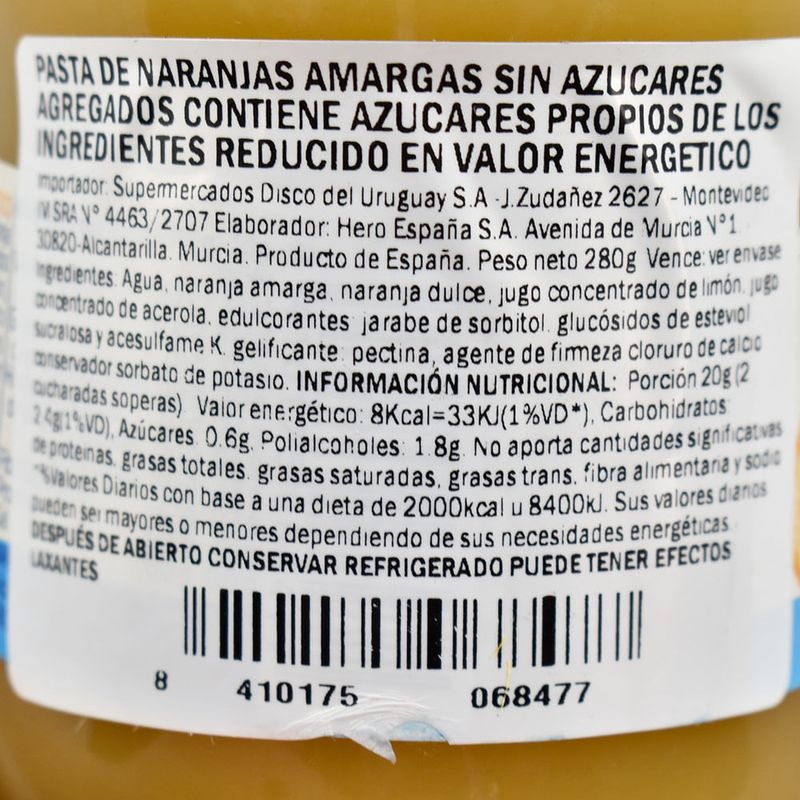 PASTA DE NARANJAS AMARGAS SIN AZUCARES
AGREGADOS CONTIENE AZUCARES PROPIOS DE LOS
INGREDIENTES REDUCIDO EN VALOR ENERGETICO
Importador: Supermercados Disco del Uruguay S.A -J.Zudañez 2627 - Montevideo
IM SRA N° 4463/2707 Elaborador: Hero España S.A. Avenida de Murcia N°1
30820-Alcantarilla. Murcia. Producto de España. Peso neto 280g Vence: ver envase
Ingredientes: Agua, naranja amarga, naranja dulce, jugo concentrado de limón, jugo
concentrado de acerola, edulcorantes jarabe de sorbitol, glucósidos de esteviol
sucralosa y acesulfame K, gelificante: pectina, agente de firmeza cloruro de calcio
conservador sorbato de potasio. INFORMACIÓN NUTRICIONAL: Porción 20g (2
cucharadas soperas) Valor energético: 8Kcal=33KJ(1%VD*), Carbohidratos:
2.4g(1%VD), Azúcares 0.6g, Polialcoholes: 1.8g. No aporta cantidades significativas
de proteinas, grasas totales, grasas saturadas, grasas trans, fibra alimentaria y sodio
*%Valores Diarios con base a una dieta de 2000kcal u 8400kJ. Sus valores diarios
pueden ser mayores o menores dependiendo de sus necesidades energéticas
DESPUÉS DE ABIERTO CONSERVAR REFRIGERADO PUEDE TENER EFECTOS
LAXANTES
8 410175 068477